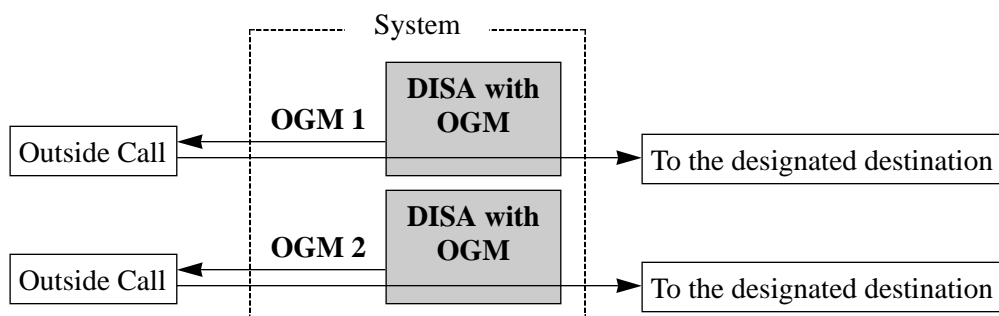 System
DISA with
OGM
OGM 1
Outside Call
To the designated destination
DISA with
OGM
OGM 2
Outside Call
To the designated destination